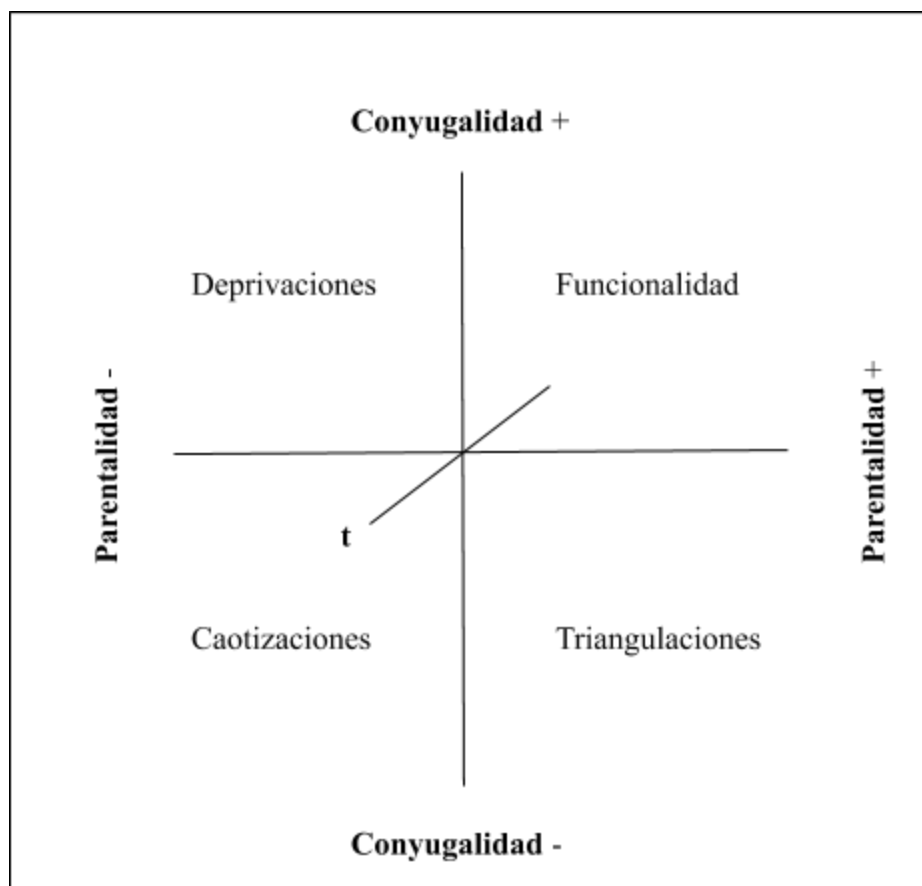 Conyugalidad +
Deprivaciones
Funcionalidad
Parentalidad -
Parentalidad +
t
Caotizaciones
Triangulaciones
Conyugalidad -